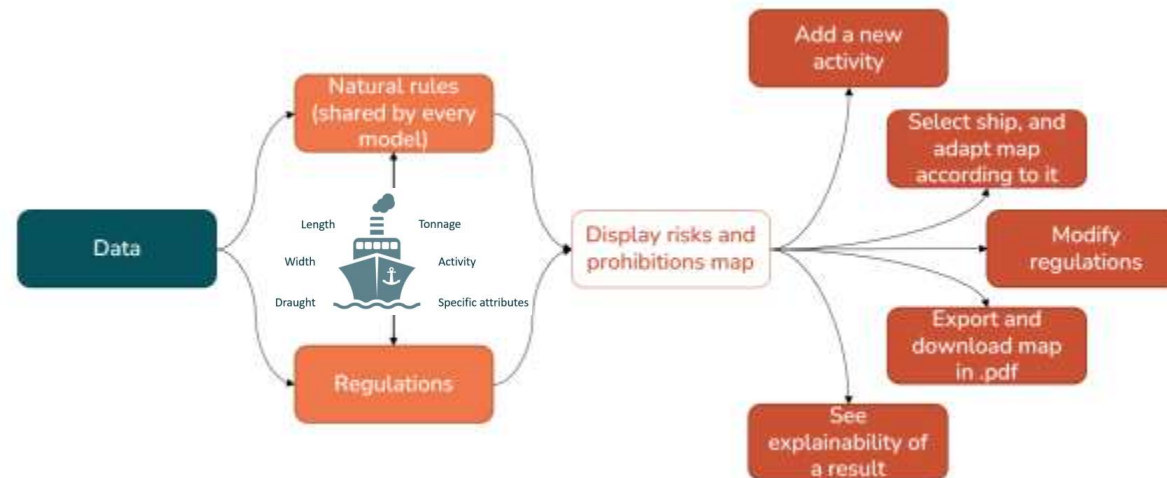 Data
Natural rules
(shared by every
model)
Length
Tonnage
Width
Activity
Draught
Specific attributes
Regulations
Display risks and
prohibitions map
Add a new
activity
Select ship, and
adapt map
according to it
Modify
regulations
Export and
download map
in .pdf
See
explainability of
a result